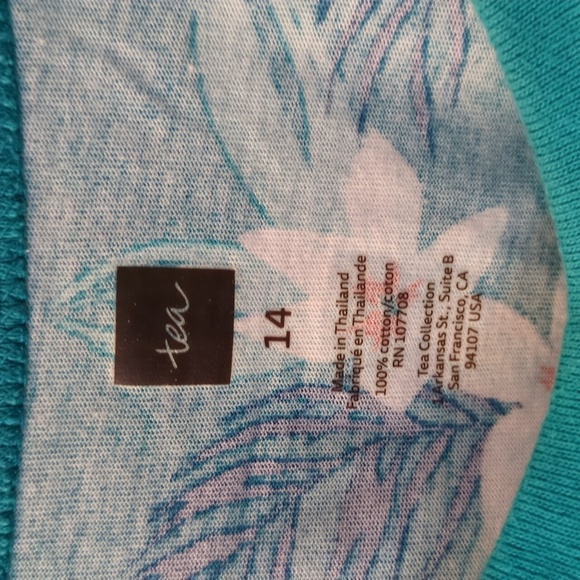 tea
14
Made in Thailand
Fabriqué en Thaïlande
100% cotton/coton
RN 107708
Tea Collection
1 Arkansas St., Suite B
San Francisco, CA
94107 USA